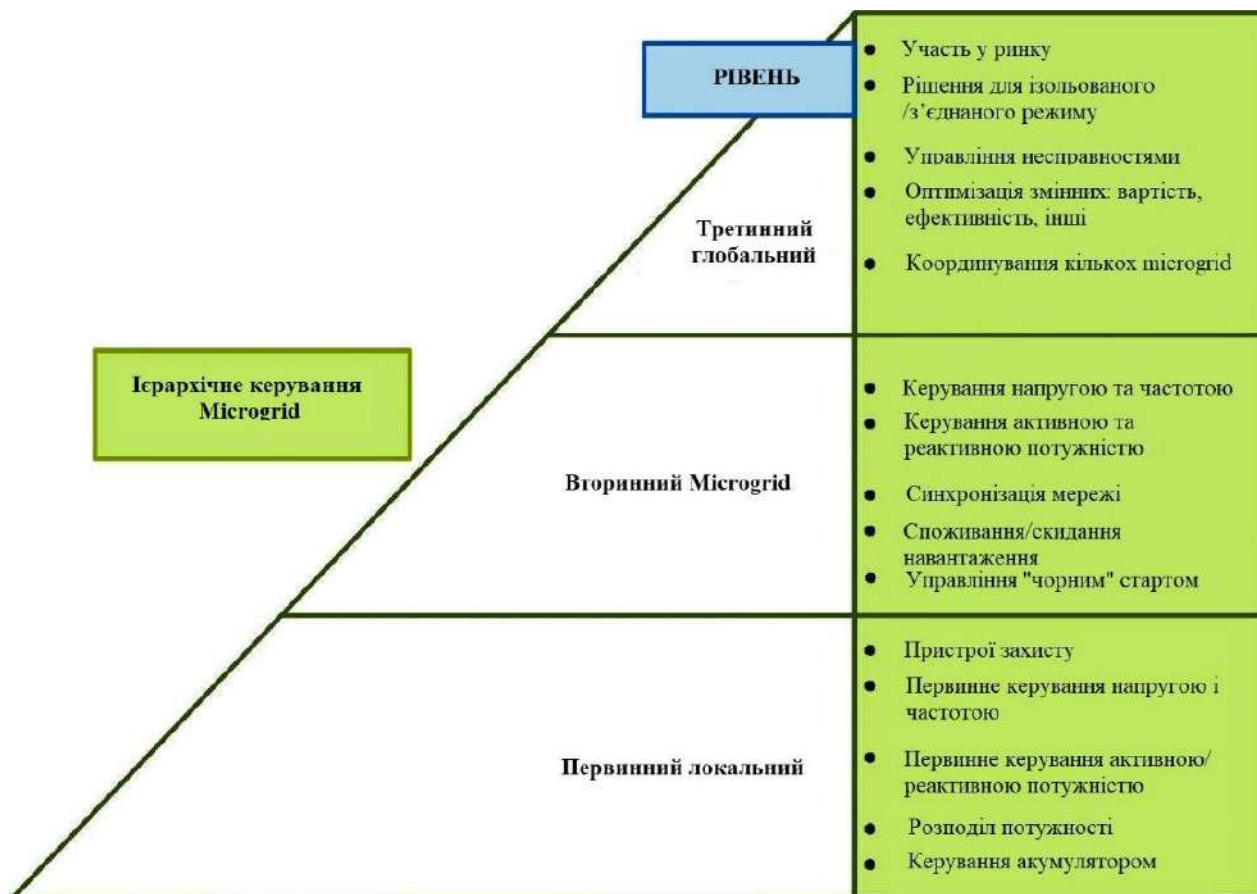 РІВЕНЬ
● Участь у ринку
● Рішення для ізольованого
/з’єднаного режиму
● Управління несправностями
● Оптимізація змінних: вартість,
ефективність, інші
● Координування кількох microgrid
Третинний
глобальний
Ієрархічне керування
Microgrid
Вторинний Microgrid
● Керування напругою та частотою
● Керування активною та
реактивною потужністю
● Синхронізація мережі
● Споживання/скидання
навантаження
● Управління "чорним" стартом
Первинний локальний
● Пристрої захисту
● Первинне керування напругою і
частотою
● Первинне керування активною/
реактивною потужністю
● Розподіл потужності
● Керування акумулятором